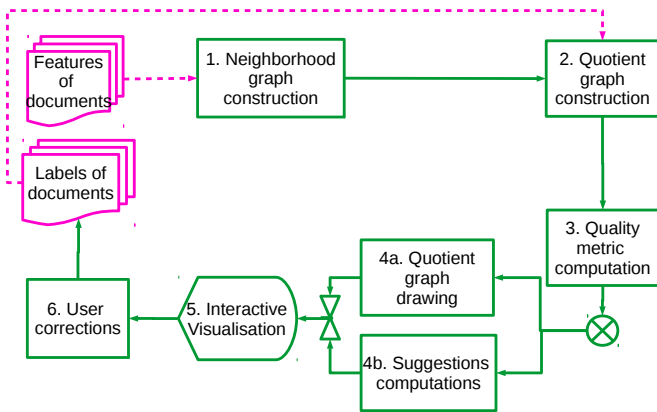 Features of
documents
1. Neighborhood
graph
construction
2. Quotient
graph
construction
Labels of
documents
3. Quality
metric
computation
4a. Quotient
graph
drawing
6. User
corrections
5. Interactive
Visualisation
4b. Suggestions
computations